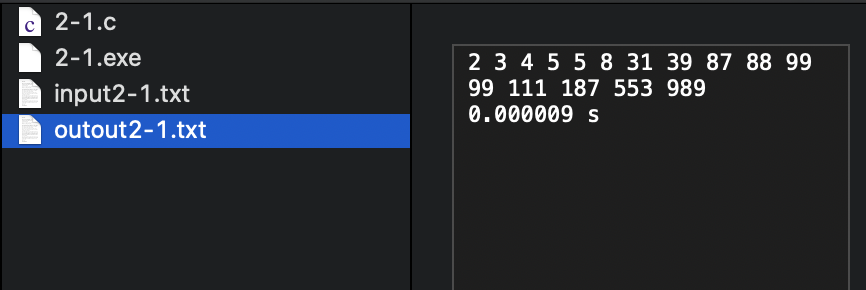 c 2-1.c
2-1.exe
input2-1.txt
outout2-1.txt
2 3 4 5 5 8 31 39 87 88 99
99 111 187 553 989
0.000009 s